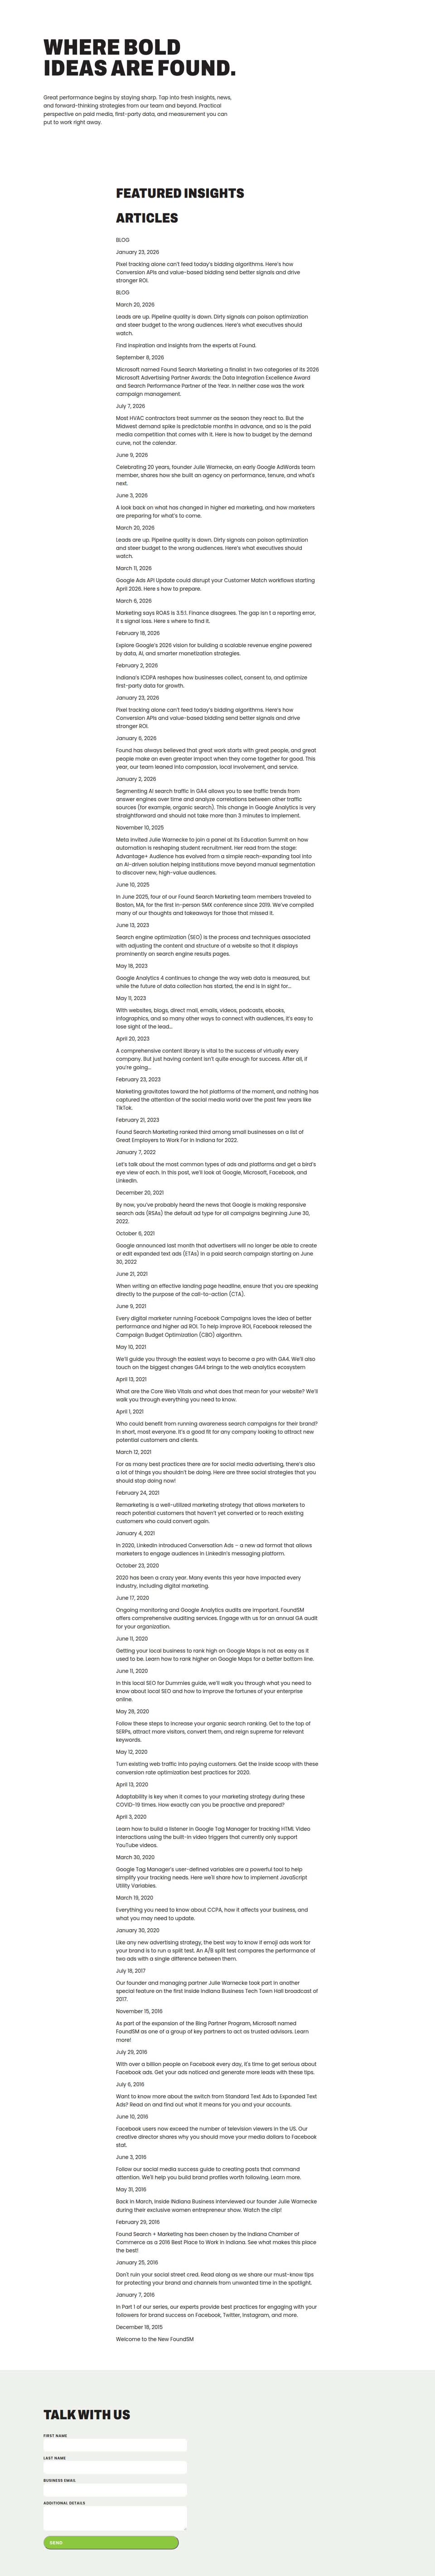 WHERE BOLD
IDEAS ARE FOUND.
Great performance begins by staying sharp. Tap into fresh insights, news,
and forward-thinking strategies from our team and beyond. Practical
perspective on paid media, first-party data, and measurement you can
put to work right away.
FEATURED INSIGHTS
ARTICLES
BLOG
January 23, 2026
Pixel tracking alone can't feed today's bidding algorithms. Here's how
Conversion APIs and value-based bidding send better signals and drive
stronger ROI.
BLOG
March 20, 2026
Leads are up. Pipeline quality is down. Dirty signals can poison optimization
and steer budget to the wrong audiences. Here's what executives should
watch.
Find inspiration and insights from the experts at Found.
September 8, 2026
Microsoft named Found Search Marketing a finalist in two categories of its 2026
Microsoft Advertising Partner Awards: the Data Integration Excellence Award
and Search Performance Partner of the Year. In neither case was the work
campaign management.
July 7, 2026
Most HVAC contractors treat summer as the season they react to. But the
Midwest demand spike is predictable months in advance, and so is the paid
media competition that comes with it. Here is how to budget by the demand
curve, not the calendar.
June 9, 2026
Celebrating 20 years, founder Julie Warnecke, an early Google AdWords team
member, shares how she built an agency on performance, tenure, and what's
next.
June 3, 2026
A look back on what has changed in higher ed marketing, and how marketers
are preparing for what's to come.
March 20, 2026
Leads are up. Pipeline quality is down. Dirty signals can poison optimization
and steer budget to the wrong audiences. Here's what executives should
watch.
March 11, 2026
Google Ads API Update could disrupt your Customer Match workflows starting
April 2026. Here s how to prepare.
March 6, 2026
Marketing says ROAS is 3.5:1. Finance disagrees. The gap isn t a reporting error,
it s signal loss. Here s where to find it.
February 18, 2026
Explore Google's 2026 vision for building a scalable revenue engine powered
by data, AI, and smarter monetization strategies.
February 2, 2026
Indiana's ICDPA reshapes how businesses collect, consent to, and optimize
first-party data for growth.
January 23, 2026
Pixel tracking alone can't feed today's bidding algorithms. Here's how
Conversion APIs and value-based bidding send better signals and drive
stronger ROI.
January 6, 2026
Found has always believed that great work starts with great people, and great
people make an even greater impact when they come together for good. This
year, our team leaned into compassion, local involvement, and service.
January 2, 2026
Segmenting AI search traffic in GA4 allows you to see traffic trends from
answer engines over time and analyze correlations between other traffic
sources (for example, organic search). This change in Google Analytics is very
straightforward and should not take more than 3 minutes to implement.
November 10, 2025
Meta invited Julie Warnecke to join a panel at its Education Summit on how
automation is reshaping student recruitment. Her read from the stage:
Advantage+ Audience has evolved from a simple reach-expanding tool into
an AI-driven solution helping institutions move beyond manual segmentation
to discover new, high-value audiences.
June 10, 2025
In June 2025, four of our Found Search Marketing team members traveled to
Boston, MA, for the first in-person SMX conference since 2019. We've compiled
many of our thoughts and takeaways for those that missed it.
June 13, 2023
Search engine optimization (SEO) is the process and techniques associated
with adjusting the content and structure of a website so that it displays
prominently on search engine results pages.
May 18, 2023
Google Analytics 4 continues to change the way web data is measured, but
while the future of data collection has started, the end is in sight for...
May 11, 2023
With websites, blogs, direct mail, emails, videos, podcasts, ebooks,
infographics, and so many other ways to connect with audiences, it's easy to
lose sight of the lead...
April 20, 2023
A comprehensive content library is vital to the success of virtually every
company. But just having content isn't quite enough for success. After all, if
you're going...
February 23, 2023
Marketing gravitates toward the hot platforms of the moment, and nothing has
captured the attention of the social media world over the past few years like
TikTok.
February 21, 2023
Found Search Marketing ranked third among small businesses on a list of
Great Employers to Work For in Indiana for 2022.
January 7, 2022
Let's talk about the most common types of ads and platforms and get a bird's
eye view of each. In this post, we'll look at Google, Microsoft, Facebook, and
LinkedIn.
December 20, 2021
By now, you've probably heard the news that Google is making responsive
search ads (RSAs) the default ad type for all campaigns beginning June 30,
2022.
October 6, 2021
Google announced last month that advertisers will no longer be able to create
or edit expanded text ads (ETAs) in a paid search campaign starting on June
30, 2022
June 21, 2021
When writing an effective landing page headline, ensure that you are speaking
directly to the purpose of the call-to-action (CTA).
June 9, 2021
Every digital marketer running Facebook Campaigns loves the idea of better
performance and higher ad ROI. To help improve ROI, Facebook released the
Campaign Budget Optimization (CBO) algorithm.
May 10, 2021
We'll guide you through the easiest ways to become a pro with GA4. We'll also
touch on the biggest changes GA4 brings to the web analytics ecosystem
April 13, 2021
What are the Core Web Vitals and what does that mean for your website? We'll
walk you through everything you need to know.
April 1, 2021
Who could benefit from running awareness search campaigns for their brand?
In short, most everyone. It's a good fit for any company looking to attract new
potential customers and clients.
March 12, 2021
For as many best practices there are for social media advertising, there's also
a lot of things you shouldn't be doing. Here are three social strategies that you
should stop doing now!
February 24, 2021
Remarketing is a well-utilized marketing strategy that allows marketers to
reach potential customers that haven't yet converted or to reach existing
customers who could convert again.
January 4, 2021
In 2020, LinkedIn introduced Conversation Ads – a new ad format that allows
marketers to engage audiences in LinkedIn's messaging platform.
October 23, 2020
2020 has been a crazy year. Many events this year have impacted every
industry, including digital marketing.
June 17, 2020
Ongoing monitoring and Google Analytics audits are important. FoundSM
offers comprehensive auditing services. Engage with us for an annual GA audit
for your organization.
June 11, 2020
Getting your local business to rank high on Google Maps is not as easy as it
used to be. Learn how to rank higher on Google Maps for a better bottom line.
June 11, 2020
In this local SEO for Dummies guide, we'll walk you through what you need to
know about local SEO and how to improve the fortunes of your enterprise
online.
May 28, 2020
Follow these steps to increase your organic search ranking. Get to the top of
SERPs, attract more visitors, convert them, and reign supreme for relevant
keywords.
May 12, 2020
Turn existing web traffic into paying customers. Get the inside scoop with these
conversion rate optimization best practices for 2020.
April 13, 2020
Adaptability is key when it comes to your marketing strategy during these
COVID-19 times. How exactly can you be proactive and prepared?
April 3, 2020
Learn how to build a listener in Google Tag Manager for tracking HTML Video
interactions using the built-in video triggers that currently only support
YouTube videos.
March 30, 2020
Google Tag Manager's user-defined variables are a powerful tool to help
simplify your tracking needs. Here we'll share how to implement JavaScript
Utility Variables.
March 19, 2020
Everything you need to know about CCPA, how it affects your business, and
what you may need to update.
January 30, 2020
Like any new advertising strategy, the best way to know if emoji ads work for
your brand is to run a split test. An A/B split test compares the performance of
two ads with a single difference between them.
July 18, 2017
Our founder and managing partner Julie Warnecke took part in another
special feature on the first Inside Indiana Business Tech Town Hall broadcast of
2017.
November 15, 2016
As part of the expansion of the Bing Partner Program, Microsoft named
FoundSM as one of a group of key partners to act as trusted advisors. Learn
more!
July 29, 2016
With over a billion people on Facebook every day, it's time to get serious about
Facebook ads. Get your ads noticed and generate more leads with these tips.
July 6, 2016
Want to know more about the switch from Standard Text Ads to Expanded Text
Ads? Read on and find out what it means for you and your accounts.
June 10, 2016
Facebook users now exceed the number of television viewers in the US. Our
creative director shares why you should move your media dollars to Facebook
stat.
June 3, 2016
Follow our social media success guide to creating posts that command
attention. We'll help you build brand profiles worth following. Learn more.
May 31, 2016
Back in March, Inside INdiana Business interviewed our founder Julie Warnecke
during their exclusive women entrepreneur show. Watch the clip!
February 29, 2016
Found Search + Marketing has been chosen by the Indiana Chamber of
Commerce as a 2016 Best Place to Work in Indiana. See what makes this place
the best!
January 25, 2016
Don't ruin your social street cred. Read along as we share our must-know tips
for protecting your brand and channels from unwanted time in the spotlight.
January 7, 2016
In Part 1 of our series, our experts provide best practices for engaging with your
followers for brand success on Facebook, Twitter, Instagram, and more.
December 18, 2015
Welcome to the New FoundSM
TALK WITH US
FIRST NAME
LAST NAME
BUSINESS EMAIL
ADDITIONAL DETAILS
SEND